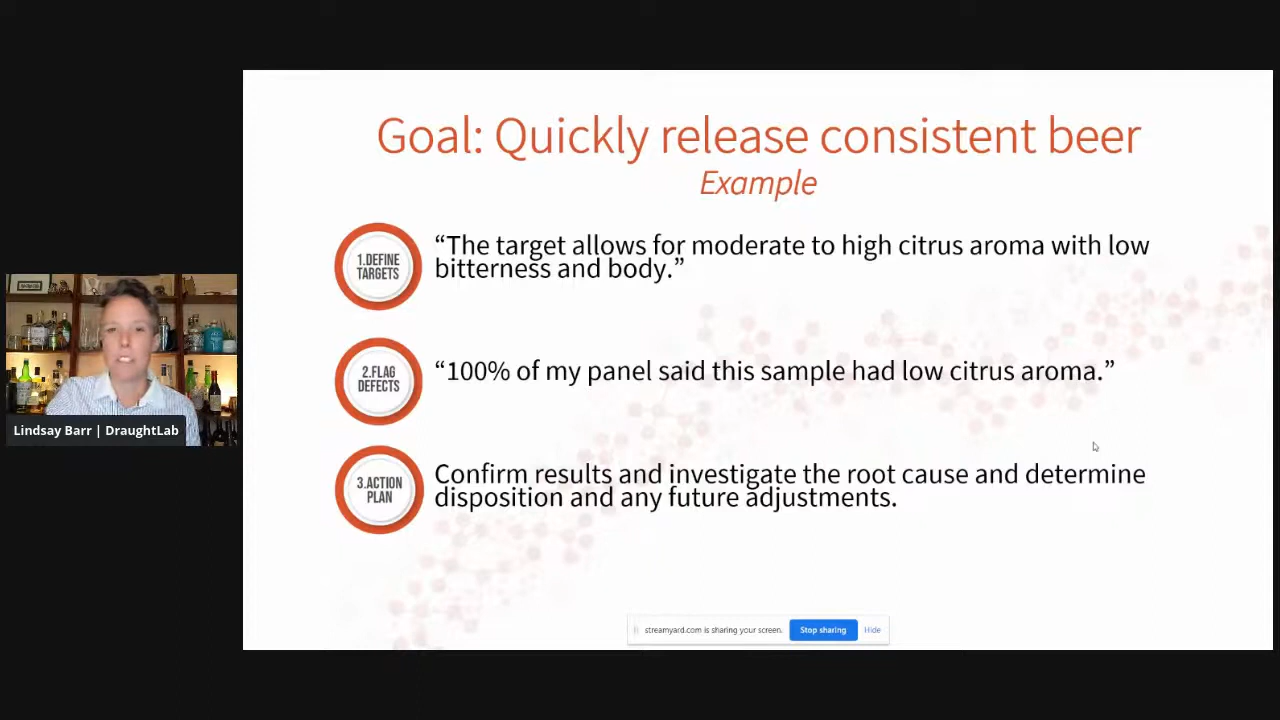 Goal: Quickly release consistent beer
Example
1.DEFINE
TARGETS
“The target allows for moderate to high citrus aroma with low
bitterness and body.”
2.FLAG
DEFECTS
“100% of my panel said this sample had low citrus aroma.”
Lindsay Barr | DraughtLab
3.ACTION
PLAN
Confirm results and investigate the root cause and determine
disposition and any future adjustments.
streamyard.com is sharing your screen.
Stop sharing
Hide